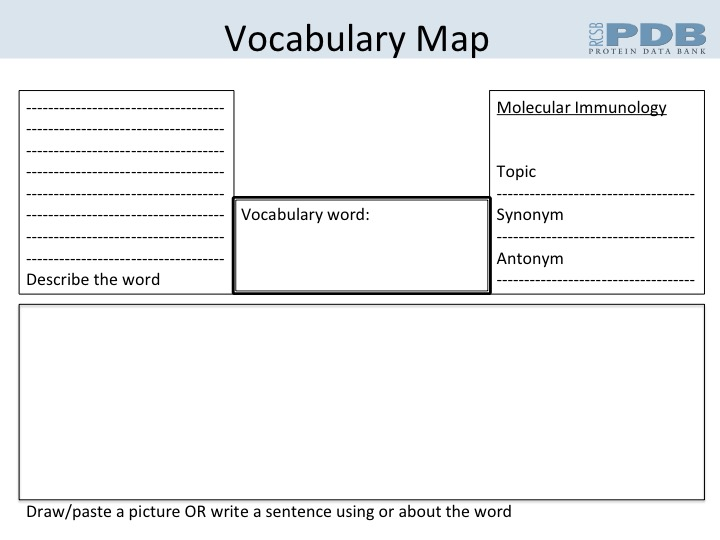 Vocabulary Map
RCSB
PDB
PROTEIN DATA BANK
------------------------------------
------------------------------------
------------------------------------
------------------------------------
------------------------------------
------------------------------------
------------------------------------
------------------------------------
Describe the word
Vocabulary word:
Molecular Immunology
Topic
------------------------------------
Synonym
------------------------------------
Antonym
------------------------------------
Draw/paste a picture OR write a sentence using or about the word